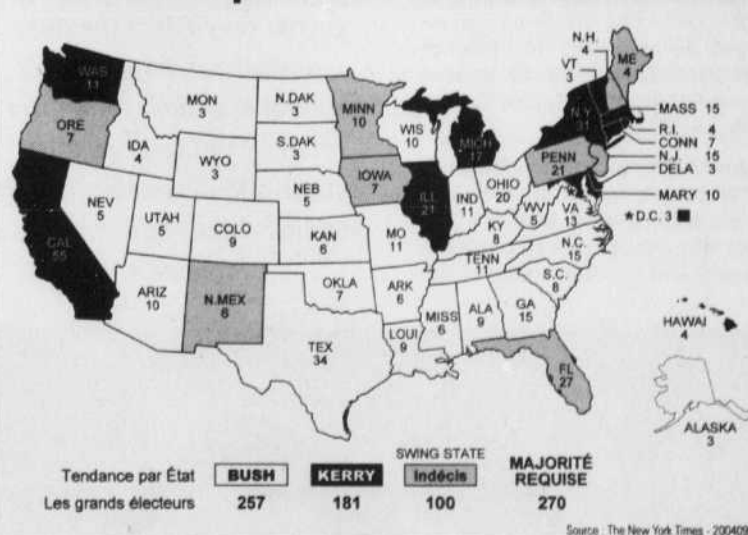 WAS 11
ORE 7
CAL 55
IDA 4
NEV 5
MON 3
WYO 3
UTAH 5
ARIZ 10
COLO 9
N.MEX 6
N.DAK 3
S.DAK 3
NEB 5
KAN 6
OKLA 7
TEX 34
MINN 10
IOWA 7
MO 11
ARK 6
LOUI 9
WIS 10
ILL 21
MICH 17
IND 11
OHIO 20
KY 8
TENN 11
MISS 6
ALA 9
GA 15
FL 27
S.C. 8
N.C. 15
VA 13
WV 5
PENN 21
N.Y.
VT 3
N.H. 4
ME 4
MASS 15
R.I. 4
CONN 7
N.J. 15
DELA 3
MARY 10
★D.C. 3 ■
HAWAI 4
ALASKA 3
SWING STATE
Tendance par État BUSH KERRY Indécis MAJORITÉ REQUISE
Les grands électeurs 257 181 100 270
Source : The New York Times - 200409